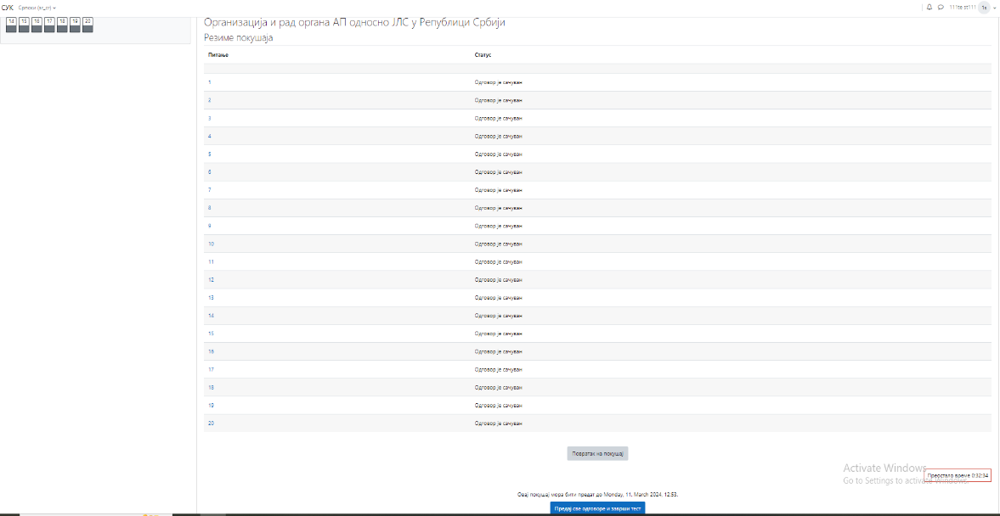 СУК Српски (sr_cr)
111te st111 1s
14 15 16 17 18 19 20
Организација и рад органа АП односно ЈЛС у Републици Србији
Резиме покушаја
Питање Статус
1 Одговор је сачуван
2 Одговор је сачуван
3 Одговор је сачуван
4 Одговор је сачуван
5 Одговор је сачуван
6 Одговор је сачуван
7 Одговор је сачуван
8 Одговор је сачуван
9 Одговор је сачуван
10 Одговор је сачуван
11 Одговор је сачуван
12 Одговор је сачуван
13 Одговор је сачуван
14 Одговор је сачуван
15 Одговор је сачуван
16 Одговор је сачуван
17 Одговор је сачуван
18 Одговор је сачуван
19 Одговор је сачуван
20 Одговор је сачуван
Повратак на покушај
Activate Windows
Преостало време 0:32:34
Go to Settings to activate Windows.
Овај покушај мора бити предат до Monday, 11. March 2024, 12:53.
Предај све одговоре и заврши тест